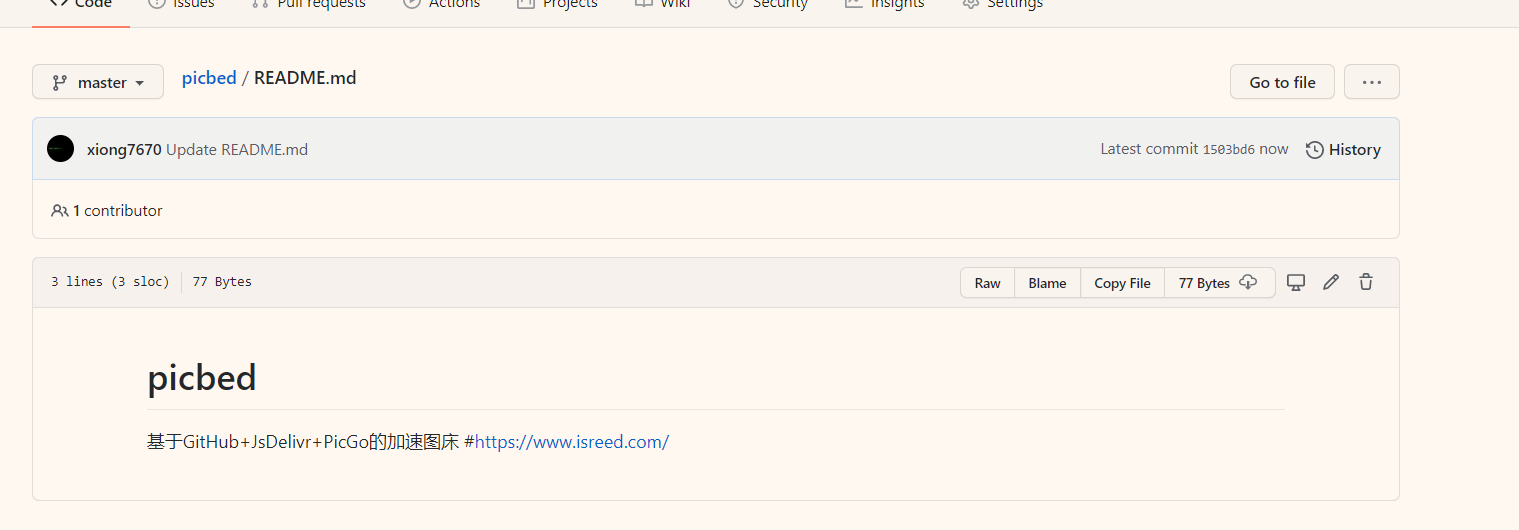 Code Issues Pull requests Actions Projects Wiki Security Insights Settings
master picbed / README.md Go to file ...
xiong7670 Update README.md Latest commit 1503bd6 now History
1 contributor
3 lines (3 sloc) 77 Bytes Raw Blame Copy File 77 Bytes
picbed
基于GitHub+JsDelivr+PicGo的加速图床 #https://www.isreed.com/